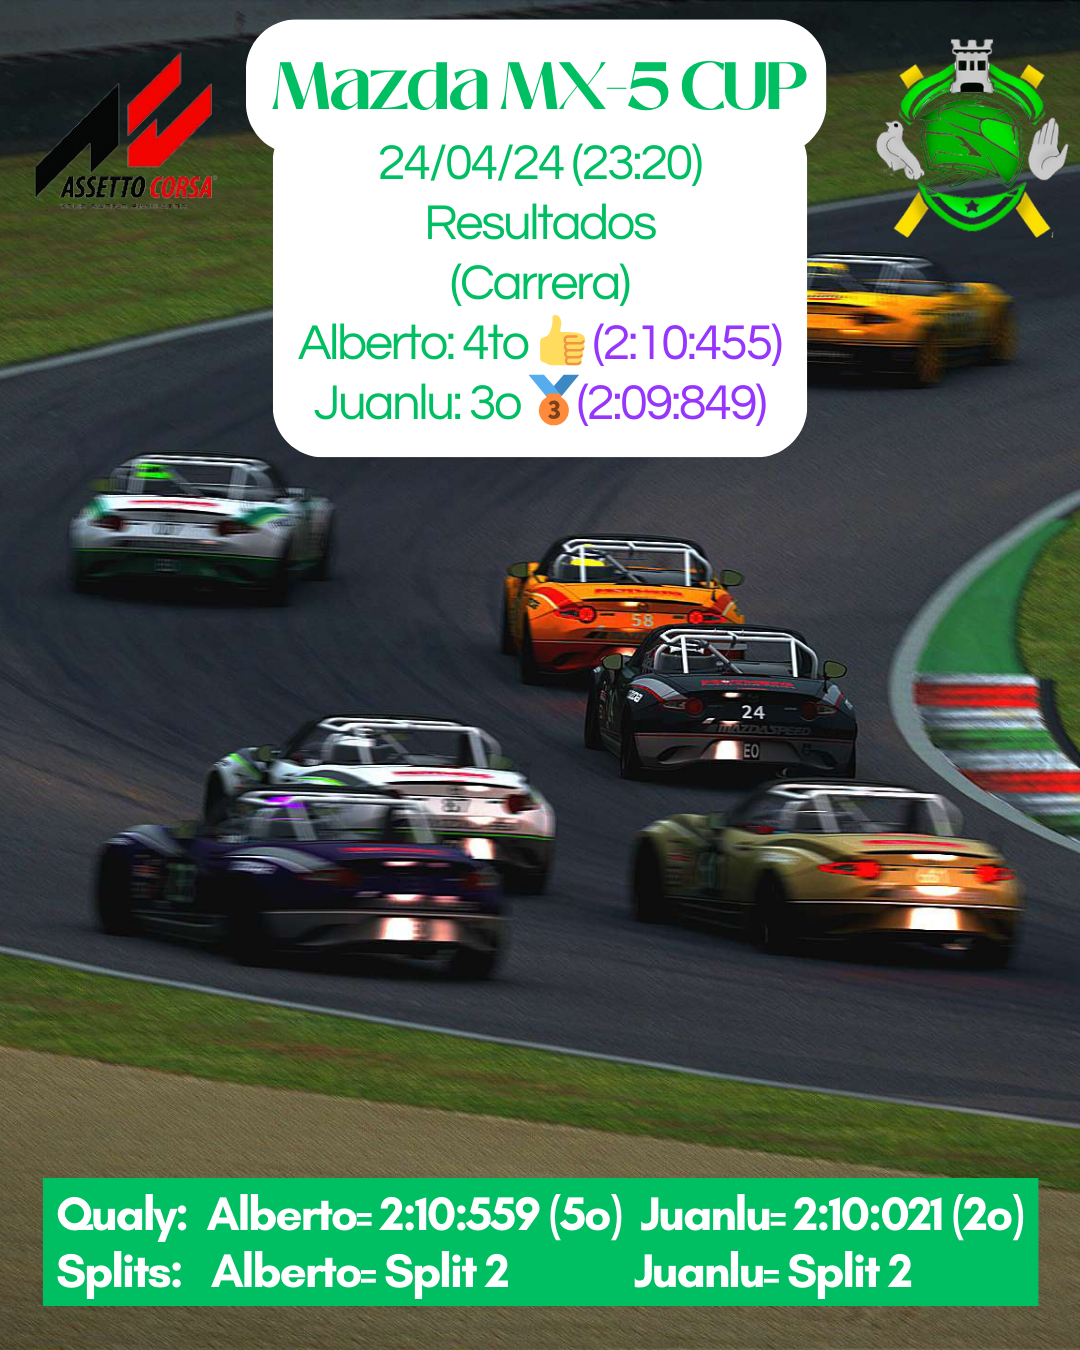 Mazda MX-5 CUP
24/04/24 (23:20)
Resultados
(Carrera)
Alberto: 4to 👍 (2:10:455)
Juanlu: 3o 🥉(2:09:849)
ASSETTO CORSA
58
24
MAZDASPEED
EO
Qualy: Alberto= 2:10:559 (5o) Juanlu= 2:10:021 (2o)
Splits: Alberto= Split 2 Juanlu= Split 2